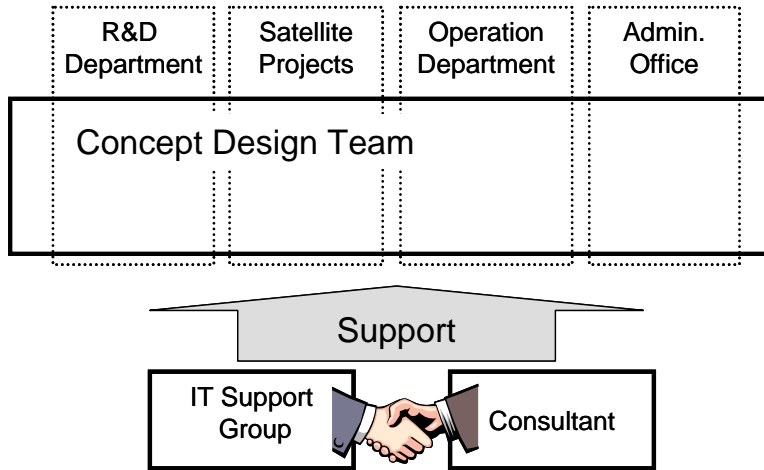 R&D
Department
Satellite
Projects
Operation
Department
Admin.
Office
Concept Design Team
Support
IT Support
Group
Consultant